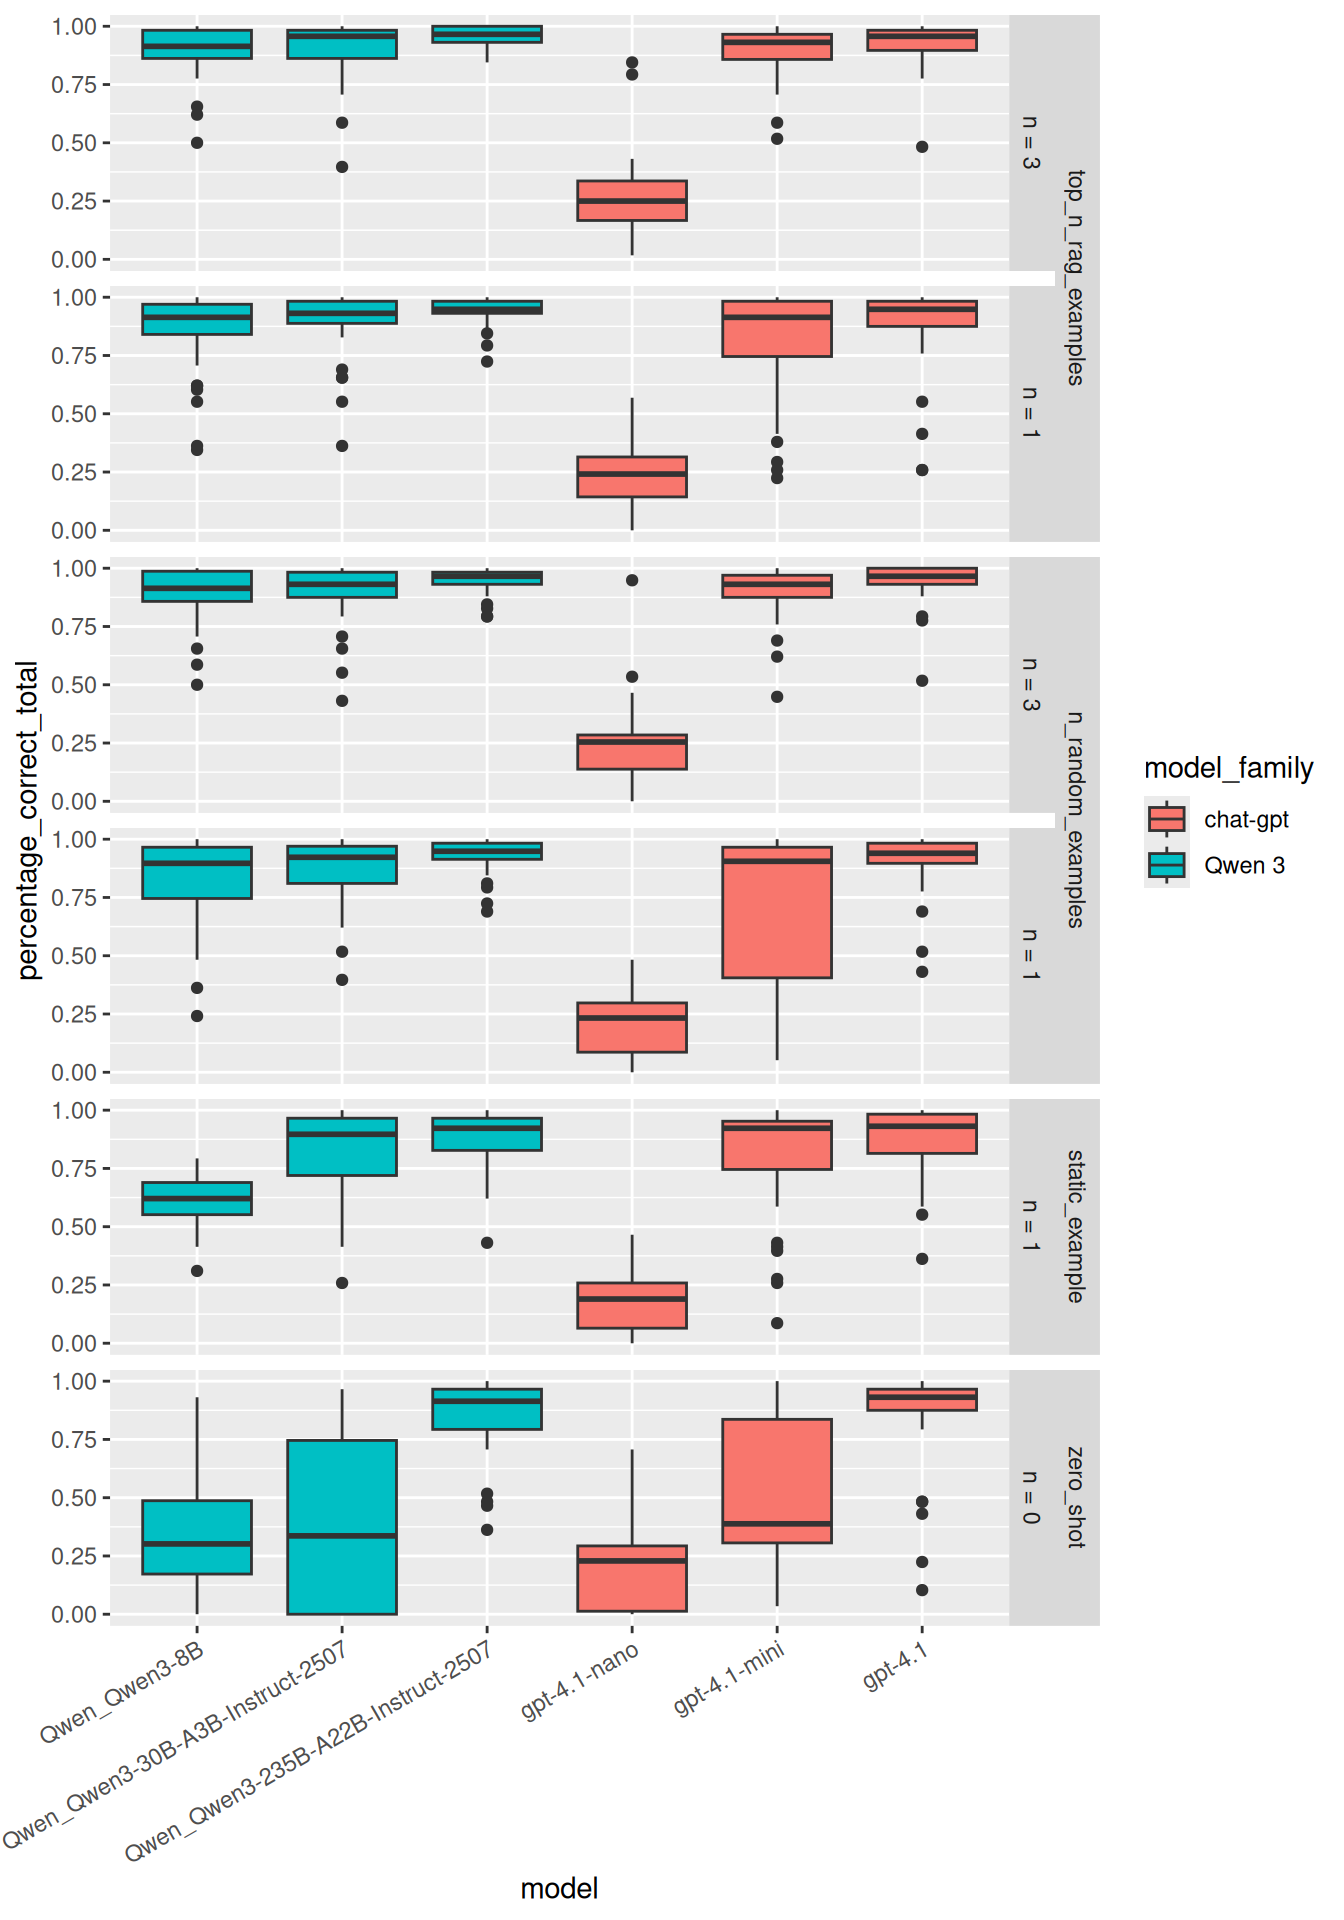 1.00
0.75
0.50
0.25
0.00
n = 3
top_n_rag_examples
1.00
0.75
0.50
0.25
0.00
n = 1
1.00
0.75
0.50
0.25
0.00
n = 3
n_random_examples
1.00
0.75
0.50
0.25
0.00
n = 1
1.00
0.75
0.50
0.25
0.00
n = 1
static_example
1.00
0.75
0.50
0.25
0.00
n = 0
zero_shot
percentage_correct_total
Qwen_Qwen3-8B
Qwen_Qwen3-30B-A3B-Instruct-2507
Qwen_Qwen3-235B-A22B-Instruct-2507
gpt-4.1-nano
gpt-4.1-mini
gpt-4.1
model
model_family
chat-gpt
Qwen 3